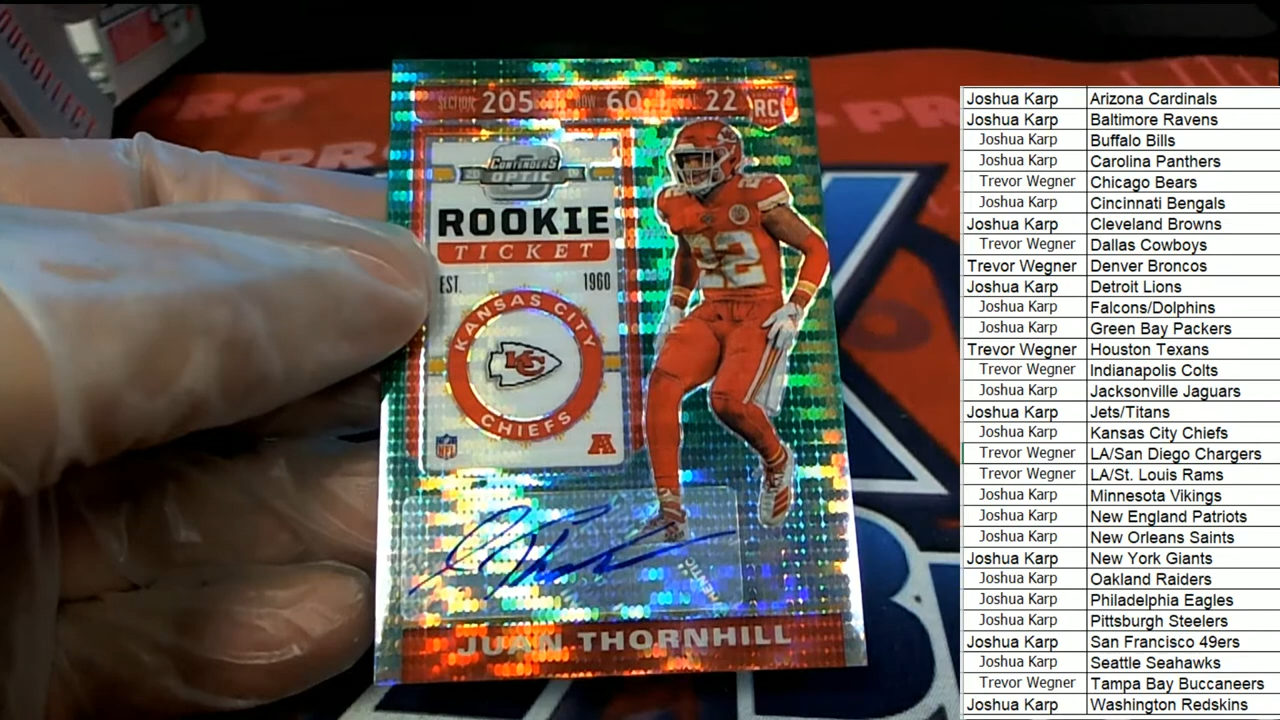 SECTION 205 ROW 60 22
RC
CONTENDERS
OPTIC
ROOKIE
TICKET
EST. 1960
KANSAS CITY
KC
CHIEFS
NFL
A
22
JUAN THORNHILL
PRO
Joshua Karp Arizona Cardinals
Joshua Karp Baltimore Ravens
Joshua Karp Buffalo Bills
Joshua Karp Carolina Panthers
Trevor Wegner Chicago Bears
Joshua Karp Cincinnati Bengals
Joshua Karp Cleveland Browns
Trevor Wegner Dallas Cowboys
Trevor Wegner Denver Broncos
Joshua Karp Detroit Lions
Joshua Karp Falcons/Dolphins
Joshua Karp Green Bay Packers
Trevor Wegner Houston Texans
Trevor Wegner Indianapolis Colts
Joshua Karp Jacksonville Jaguars
Joshua Karp Jets/Titans
Joshua Karp Kansas City Chiefs
Trevor Wegner LA/San Diego Chargers
Trevor Wegner LA/St. Louis Rams
Joshua Karp Minnesota Vikings
Joshua Karp New England Patriots
Joshua Karp New Orleans Saints
Joshua Karp New York Giants
Joshua Karp Oakland Raiders
Joshua Karp Philadelphia Eagles
Joshua Karp Pittsburgh Steelers
Joshua Karp San Francisco 49ers
Joshua Karp Seattle Seahawks
Trevor Wegner Tampa Bay Buccaneers
Joshua Karp Washington Redskins